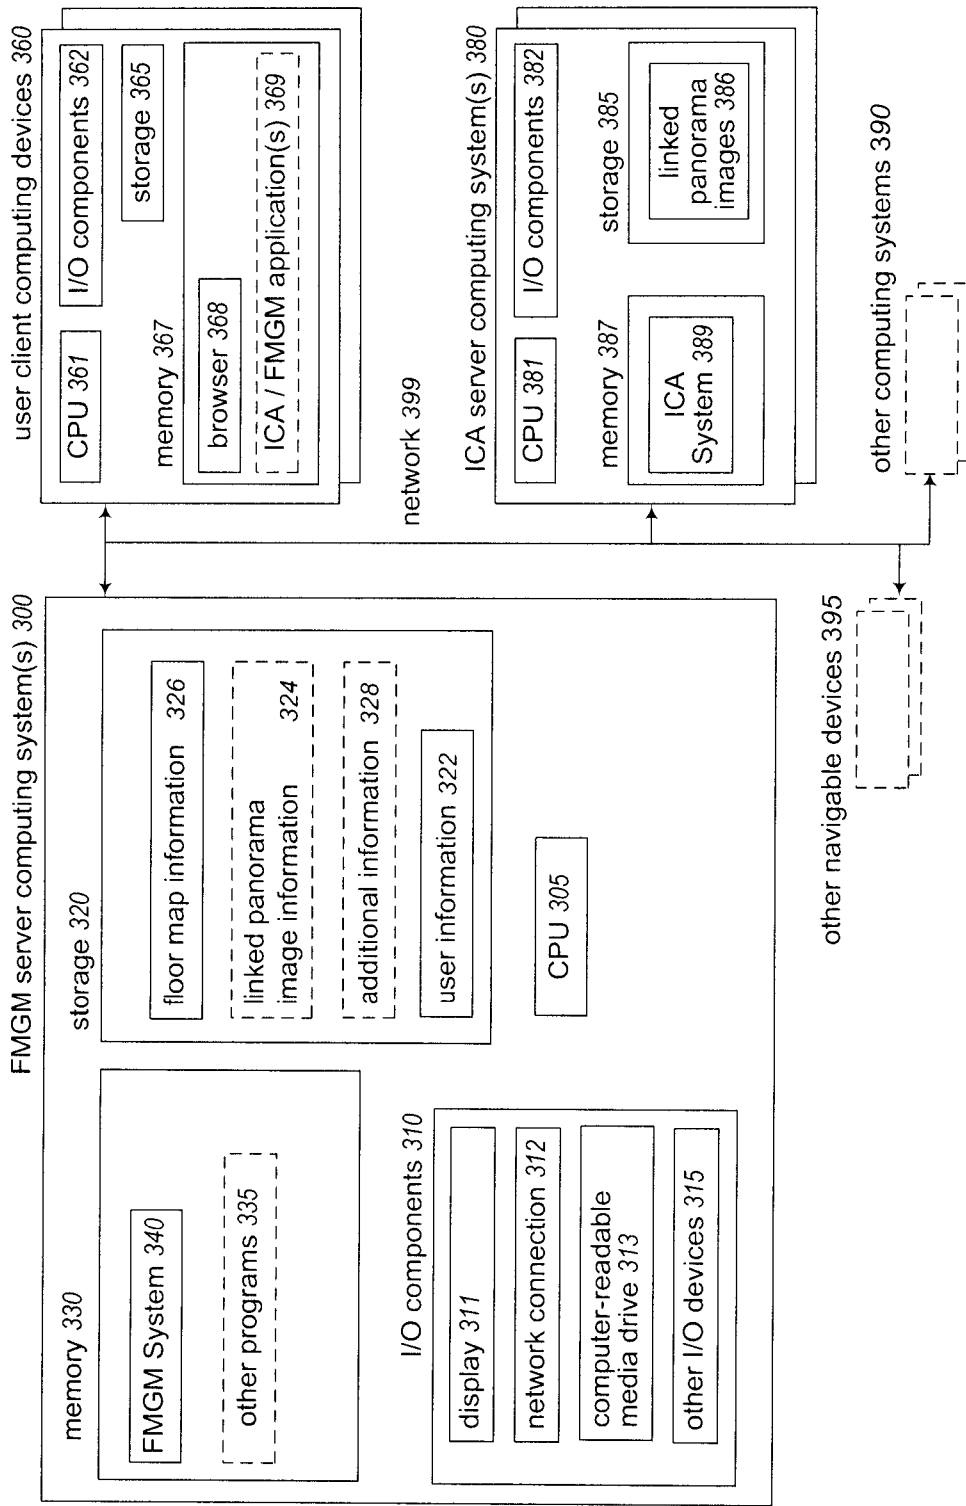 FMGM server computing system(s) 300
memory 330
FMGM System 340
other programs 335
I/O components 310
display 311
network connection 312
computer-readable
media drive 313
other I/O devices 315
storage 320
floor map information 326
linked panorama
image information 324
additional information 328
user information 322
CPU 305
user client computing devices 360
CPU 361
I/O components 362
storage 365
memory 367
browser 368
ICA / FMGM application(s) 369
network 399
ICA server computing system(s) 380
CPU 381
I/O components 382
memory 387
ICA
System 389
storage 385
linked
panorama
images 386
other computing systems 390
other navigable devices 395